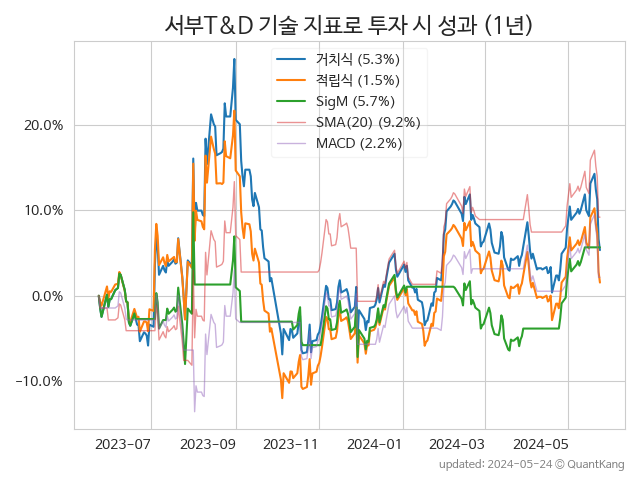 서부T&D 기술 지표로 투자 시 성과 (1년)
거치식 (5.3%)
적립식 (1.5%)
SigM (5.7%)
SMA(20) (9.2%)
MACD (2.2%)
20.0%
10.0%
0.0%
−10.0%
2023-07 2023-09 2023-11 2024-01 2024-03 2024-05
updated: 2024-05-24 © QuantKang